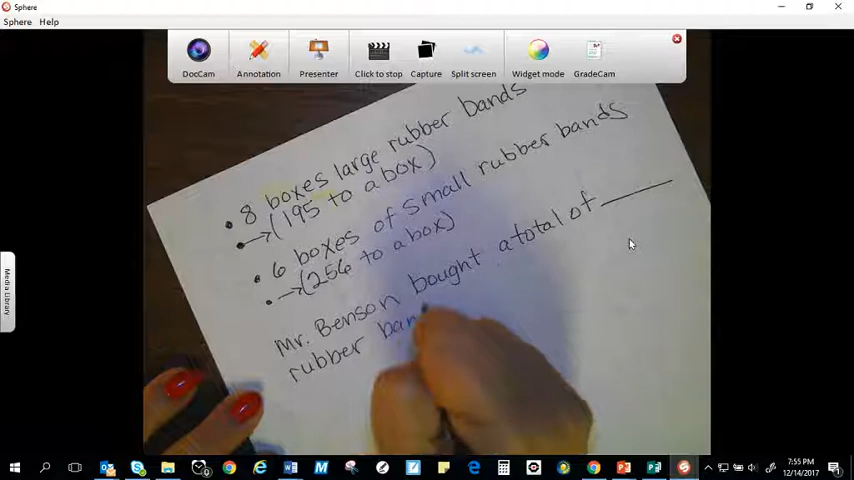 Sphere
Sphere Help
DocCam
Annotation
Presenter
Click to stop
Capture
Split screen
Widget mode
GradeCam
• 8 boxes large rubber bands
• → (195 to a box)
• 6 boxes of small rubber bands
• → (256 to a box)
Mr. Benson bought a total of ______
rubber ban
Media Library
7:55 PM
12/14/2017